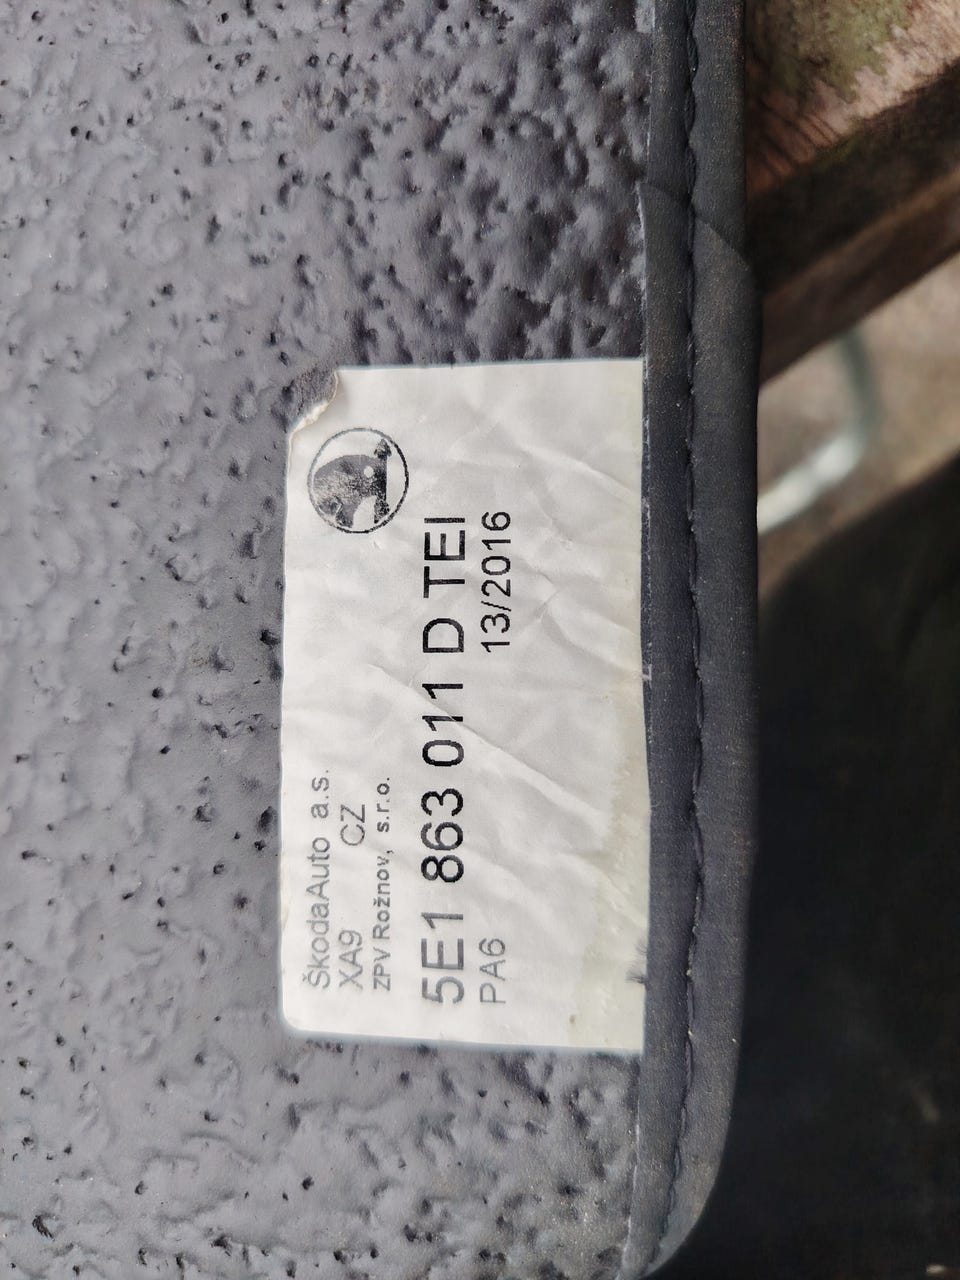 ŠkodaAuto a.s.
XA9 CZ
ZPV Rožnov, s.r.o.
5E1 863 011 D TEI
PA6 13/2016